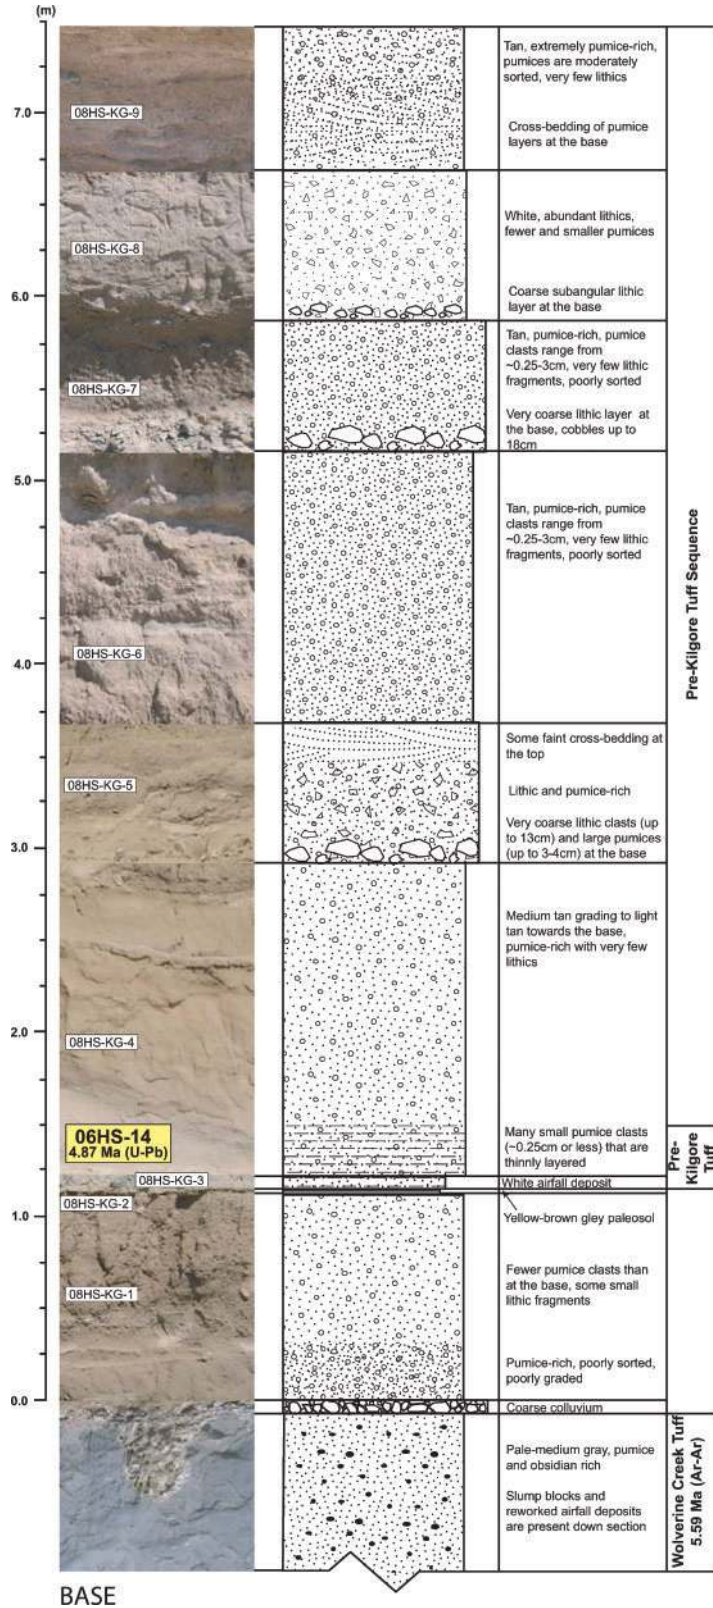 (m)
7.0
6.0
5.0
4.0
3.0
2.0
1.0
0.0
08HS-KG-9
08HS-KG-8
08HS-KG-7
08HS-KG-6
08HS-KG-5
08HS-KG-4
06HS-14
4.87 Ma (U-Pb)
08HS-KG-3
08HS-KG-2
08HS-KG-1
BASE
Tan, extremely pumice-rich,
pumices are moderately
sorted, very few lithics
Cross-bedding of pumice
layers at the base
White, abundant lithics,
fewer and smaller pumices
Coarse subangular lithic
layer at the base
Tan, pumice-rich, pumice
clasts range from
~0.25-3cm, very few lithic
fragments, poorly sorted
Very coarse lithic layer at
the base, cobbles up to
18cm
Tan, pumice-rich, pumice
clasts range from
~0.25-3cm, very few lithic
fragments, poorly sorted
Some faint cross-bedding at
the top
Lithic and pumice-rich
Very coarse lithic clasts (up
to 13cm) and large pumices
(up to 3-4cm) at the base
Medium tan grading to light
tan towards the base,
pumice-rich with very few
lithics
Many small pumice clasts
(~0.25cm or less) that are
thinnly layered
White airfall deposit
Yellow-brown gley paleosol
Fewer pumice clasts than
at the base, some small
lithic fragments
Pumice-rich, poorly sorted,
poorly graded
Coarse colluvium
Pale-medium gray, pumice
and obsidian rich
Slump blocks and
reworked airfall deposits
are present down section
Pre-Kilgore Tuff Sequence
Pre-
Kilgore
Tuff
Wolverine Creek Tuff
5.59 Ma (Ar-Ar)